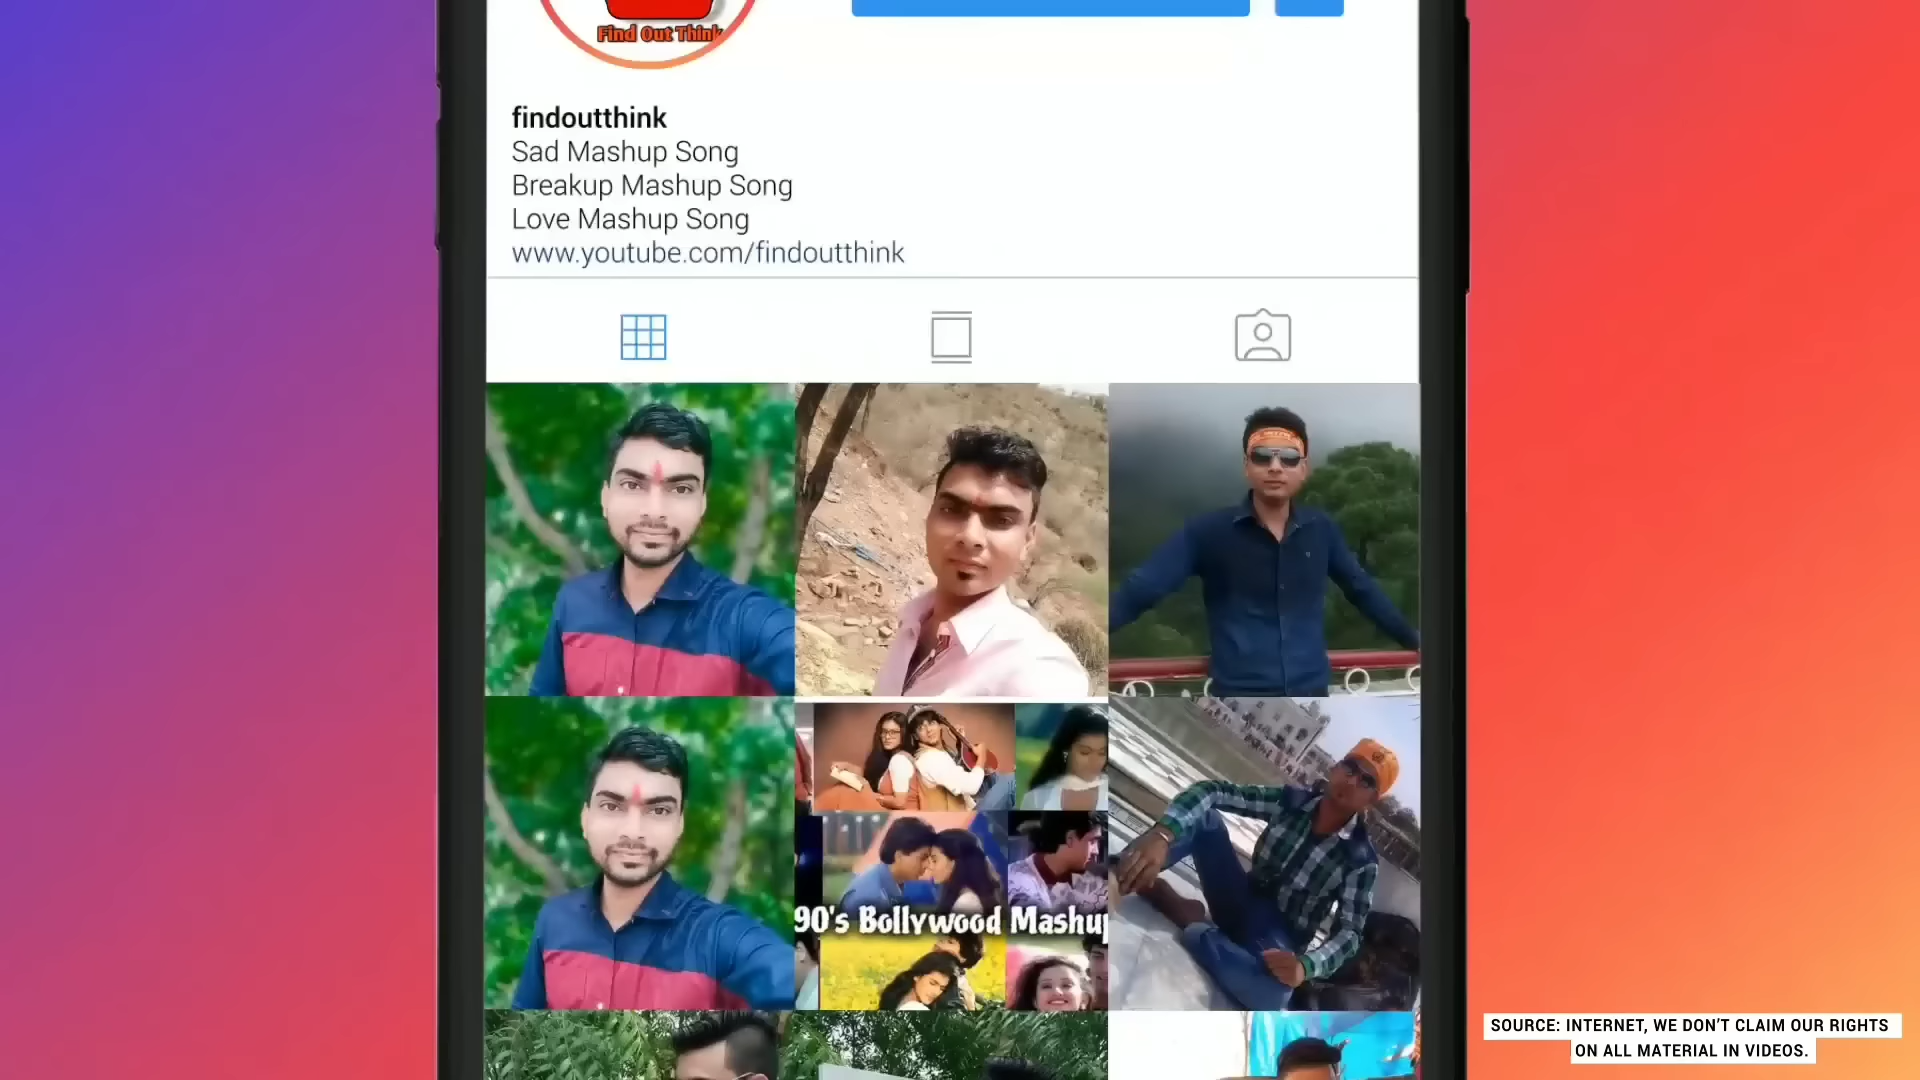 Find Out Think
findoutthink
Sad Mashup Song
Breakup Mashup Song
Love Mashup Song
www.youtube.com/findoutthink
90's Bollywood Mashup
SOURCE: INTERNET, WE DON'T CLAIM OUR RIGHTS
ON ALL MATERIAL IN VIDEOS.